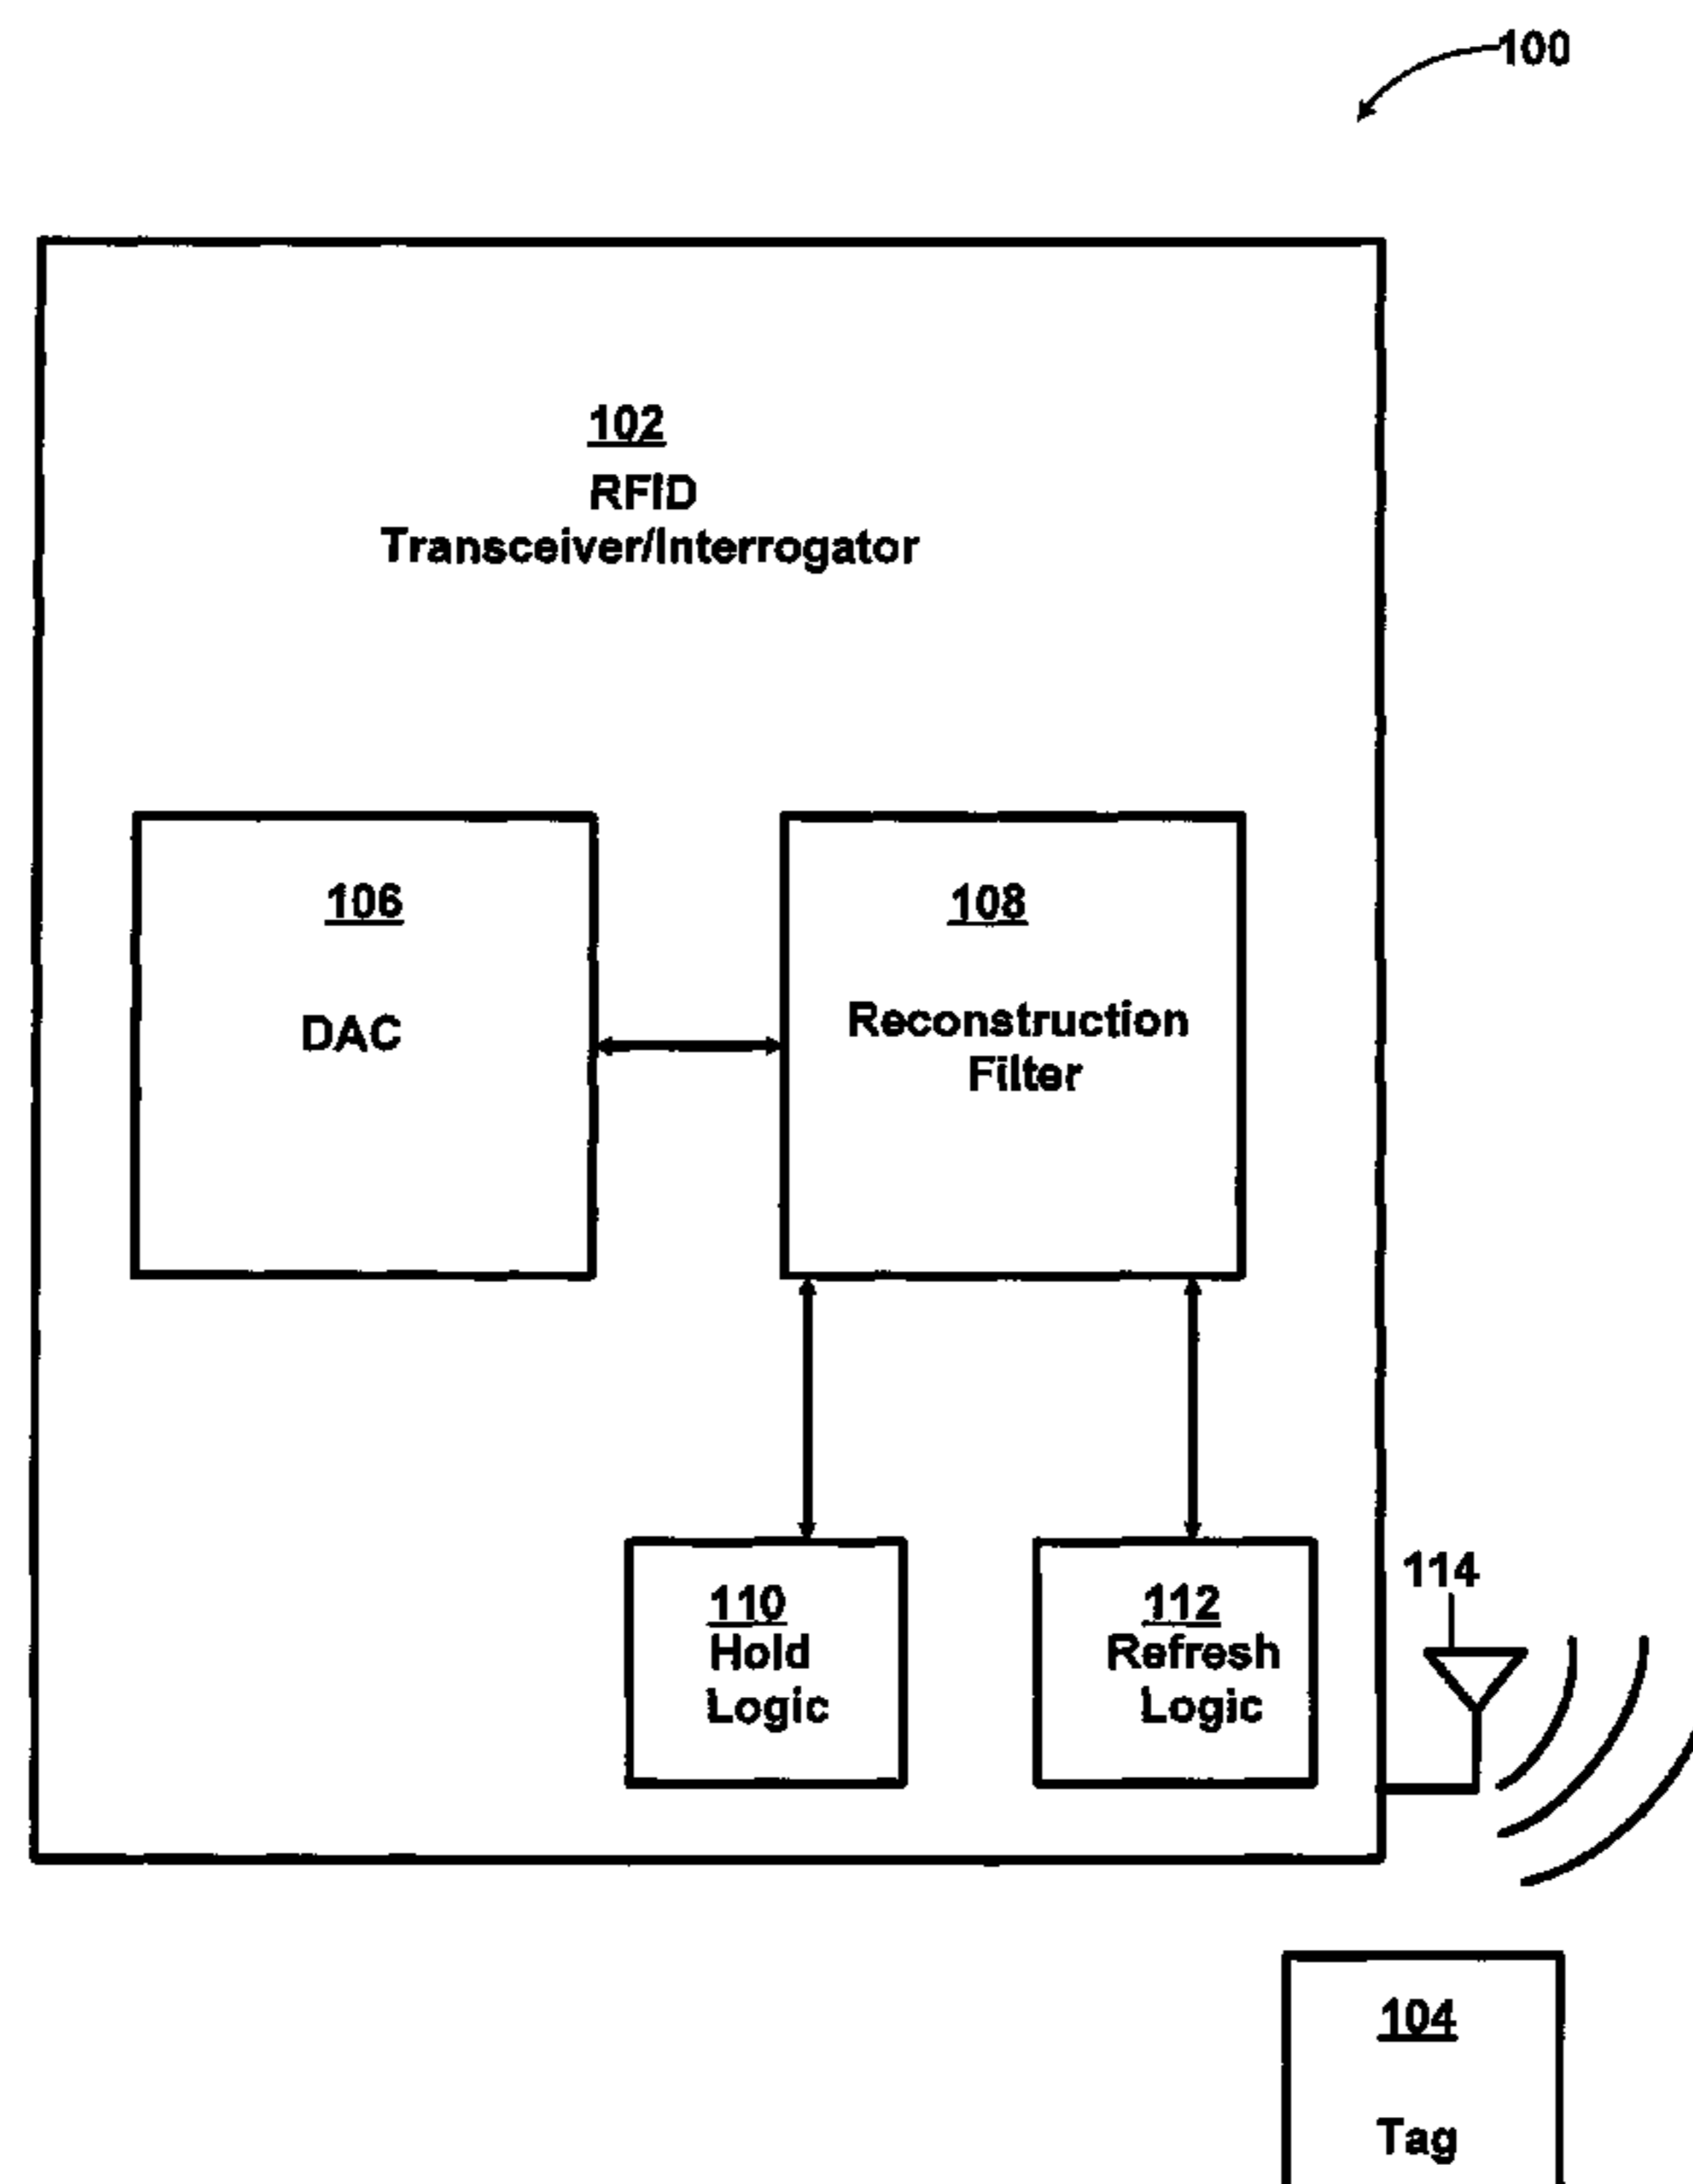 100
102
RFID
Transceiver/Interrogator
106
DAC
108
Reconstruction
Filter
110
Hold
Logic
112
Refresh
Logic
114
104
Tag